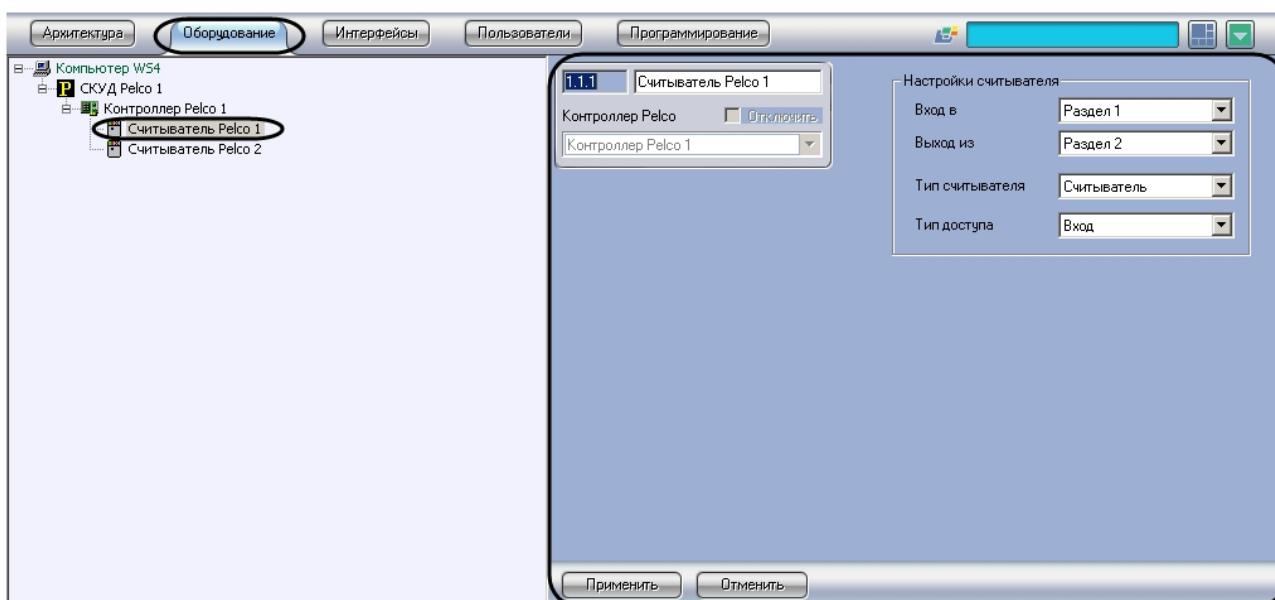 Архитектура Оборудование Интерфейсы Пользователи Программирование
Компьютер WS4
P СКУД Pelco 1
Контроллер Pelco 1
Считыватель Pelco 1
Считыватель Pelco 2
1.1.1 Считыватель Pelco 1
Контроллер Pelco Отключить
Контроллер Pelco 1
Настройки считывателя
Вход в Раздел 1
Выход из Раздел 2
Тип считывателя Считыватель
Тип доступа Вход
Применить Отменить